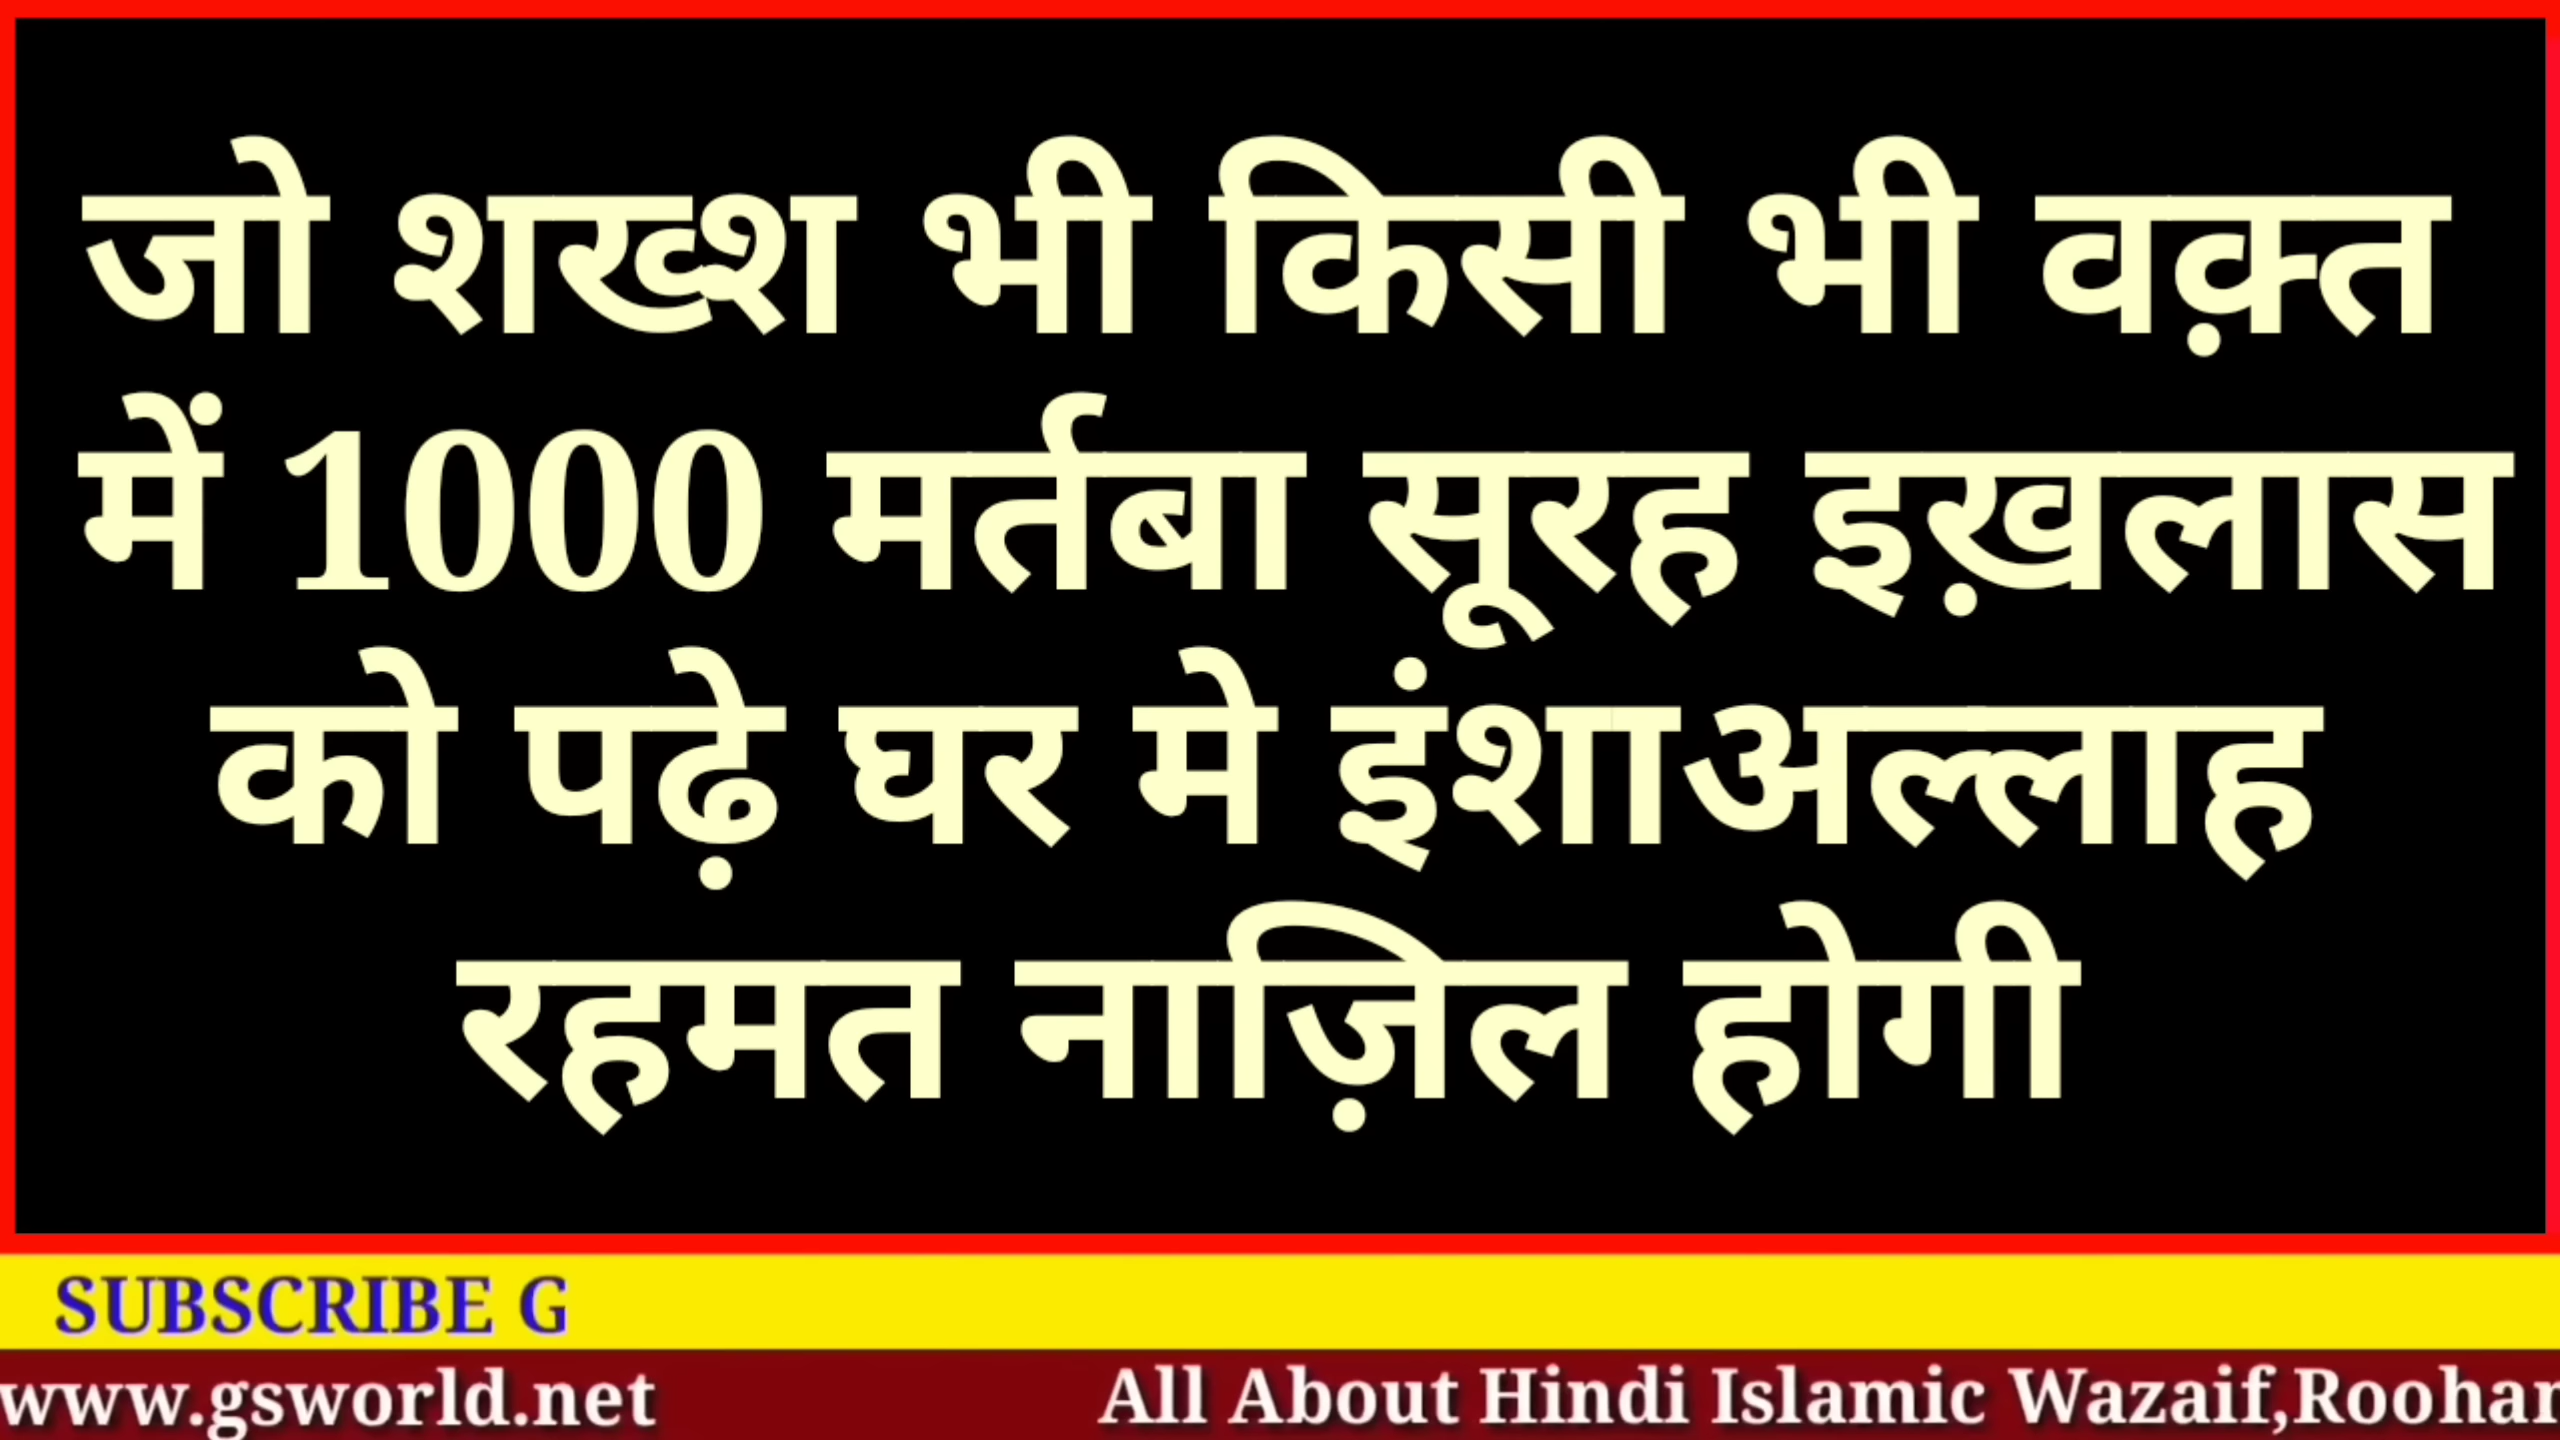 जो शख्श भी किसी भी वक़्त
में 1000 मर्तबा सूरह इख़लास
को पढ़े घर मे इंशाअल्लाह
रहमत नाज़िल होगी
SUBSCRIBE G
www.gsworld.net All About Hindi Islamic Wazaif,Roohan